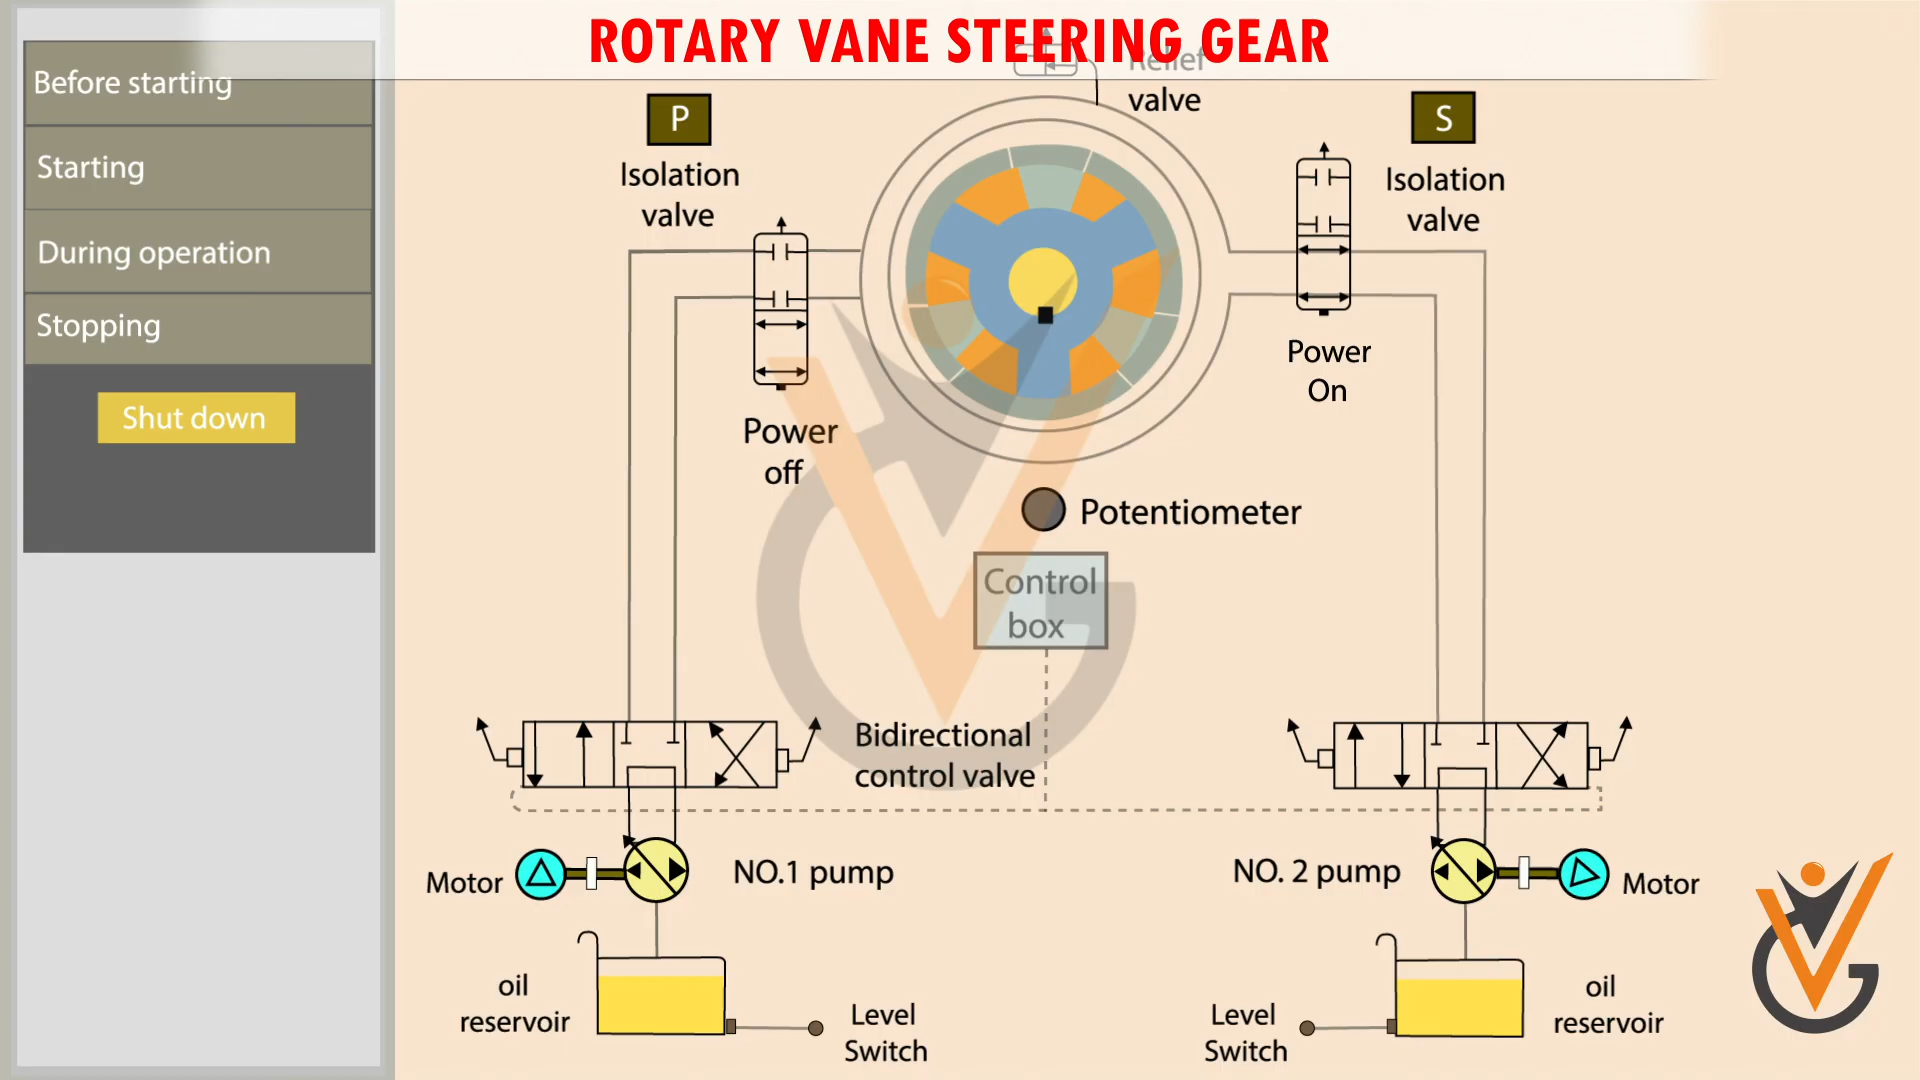 ROTARY VANE STEERING GEAR
Before starting
Starting
During operation
Stopping
Shut down
P
Isolation
valve
Relief
valve
S
Isolation
valve
Power
off
Power
On
Potentiometer
Control
box
Bidirectional
control valve
Motor
NO.1 pump
NO. 2 pump
Motor
oil
reservoir
Level
Switch
Level
Switch
oil
reservoir